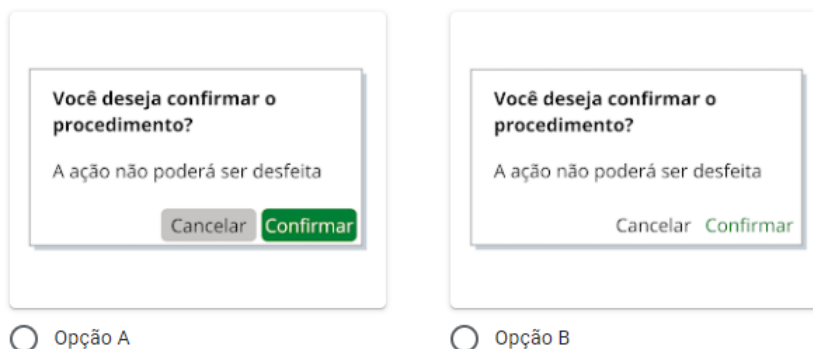 Você deseja confirmar o
procedimento?
A ação não poderá ser desfeita
Cancelar Confirmar
Opção A
Você deseja confirmar o
procedimento?
A ação não poderá ser desfeita
Cancelar Confirmar
Opção B